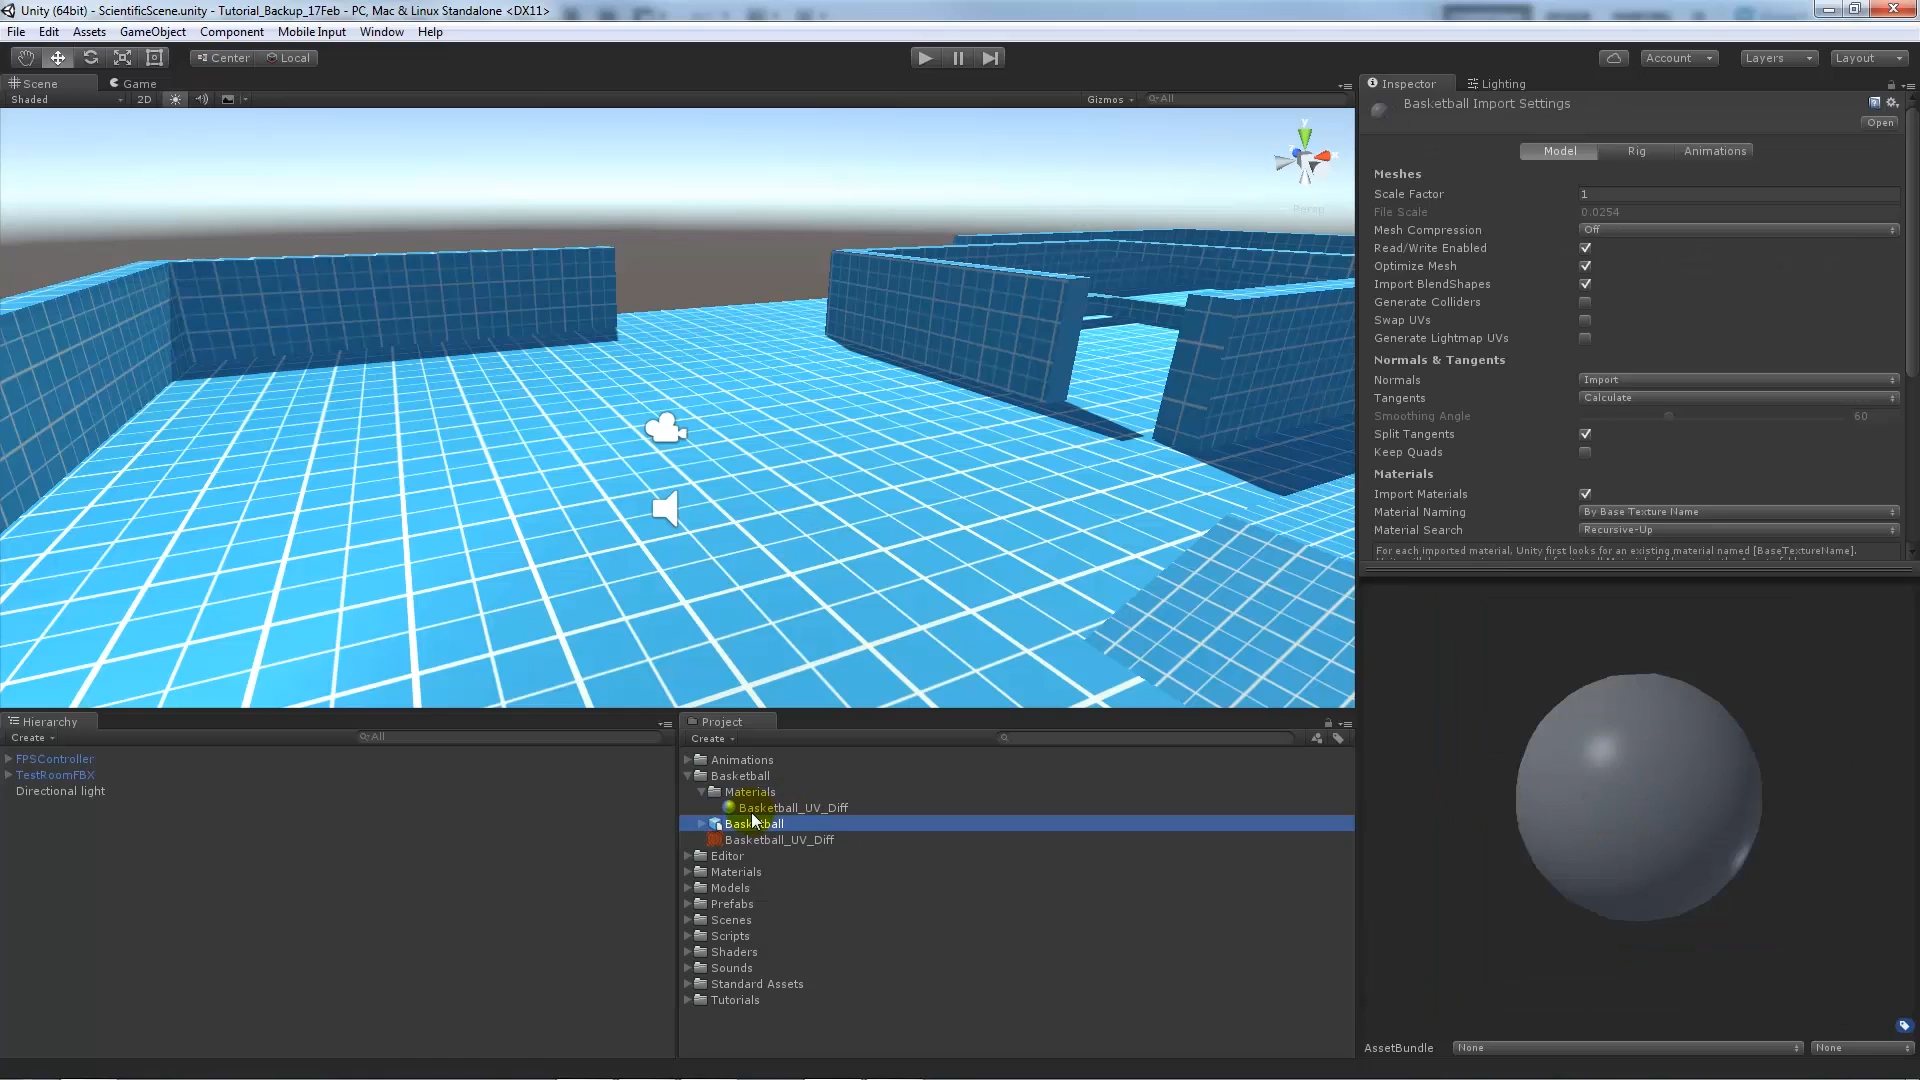 Unity (64bit) - ScientificScene.unity - Tutorial_Backup_17Feb - PC, Mac & Linux Standalone <DX11>
File Edit Assets GameObject Component Mobile Input Window Help
Center Local Account Layers Layout
Scene Game
Shaded 2D Gizmos All
y
x
Persp
Inspector Lighting
Basketball Import Settings
Open
Model Rig Animations
Meshes
Scale Factor 1
File Scale 0.0254
Mesh Compression Off
Read/Write Enabled
Optimize Mesh
Import BlendShapes
Generate Colliders
Swap UVs
Generate Lightmap UVs
Normals & Tangents
Normals Import
Tangents Calculate
Smoothing Angle 60
Split Tangents
Keep Quads
Materials
Import Materials
Material Naming By Base Texture Name
Material Search Recursive-Up
For each imported material, Unity first looks for an existing material named [BaseTextureName].
Hierarchy
Create All
FPSController
TestRoomFBX
Directional light
Project
Create
Animations
Basketball
Materials
Basketball_UV_Diff
Basketball
Basketball_UV_Diff
Editor
Materials
Models
Prefabs
Scenes
Scripts
Shaders
Sounds
Standard Assets
Tutorials
AssetBundle None None